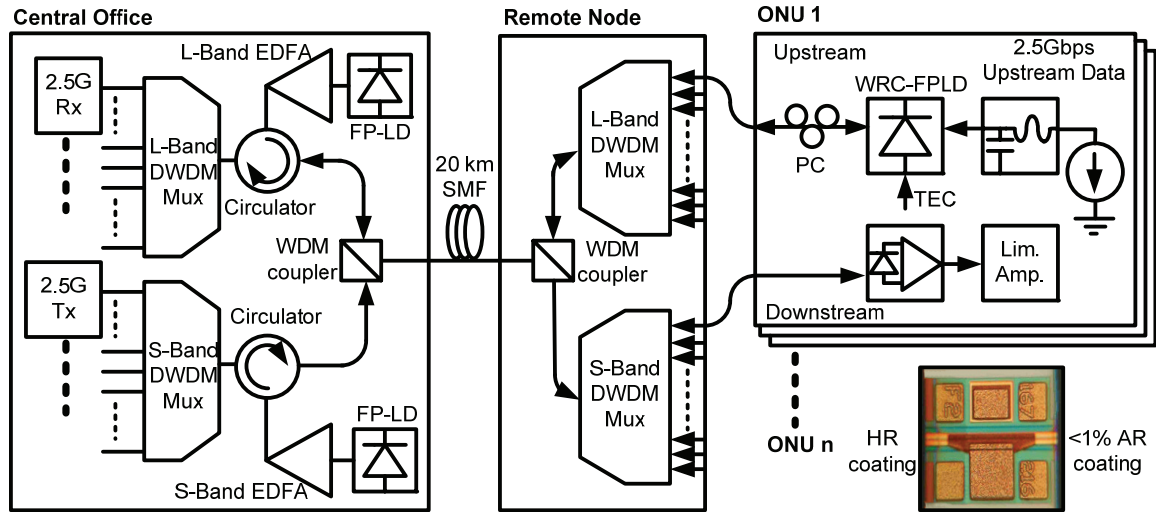 Central Office
L-Band EDFA
2.5G
Rx
FP-LD
L-Band
DWDM
Mux
Circulator
WDM
coupler
20 km
SMF
2.5G
Tx
Circulator
S-Band
DWDM
Mux
FP-LD
S-Band EDFA
Remote Node
L-Band
DWDM
Mux
WDM
coupler
S-Band
DWDM
Mux
ONU 1
Upstream
2.5Gbps
Upstream Data
WRC-FPLD
PC
TEC
Lim.
Amp.
Downstream
ONU n
HR
coating
<1% AR
coating
F2
167
216